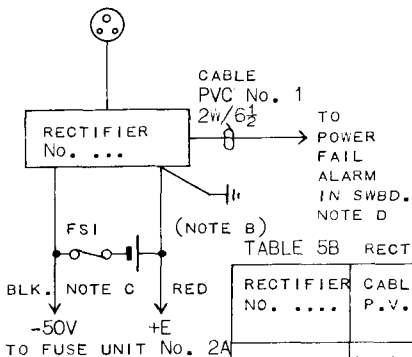 CABLE
PVC No. 1
2W/6½
TO
POWER
FAIL
ALARM
IN SWBD.
NOTE D
RECTIFIER
No. ...
FS1
(NOTE B)
BLK. NOTE C RED
-50V +E
TO FUSE UNIT No. 2A
TABLE 5B RECT
RECTIFIER CABL
NO. .... P.V.